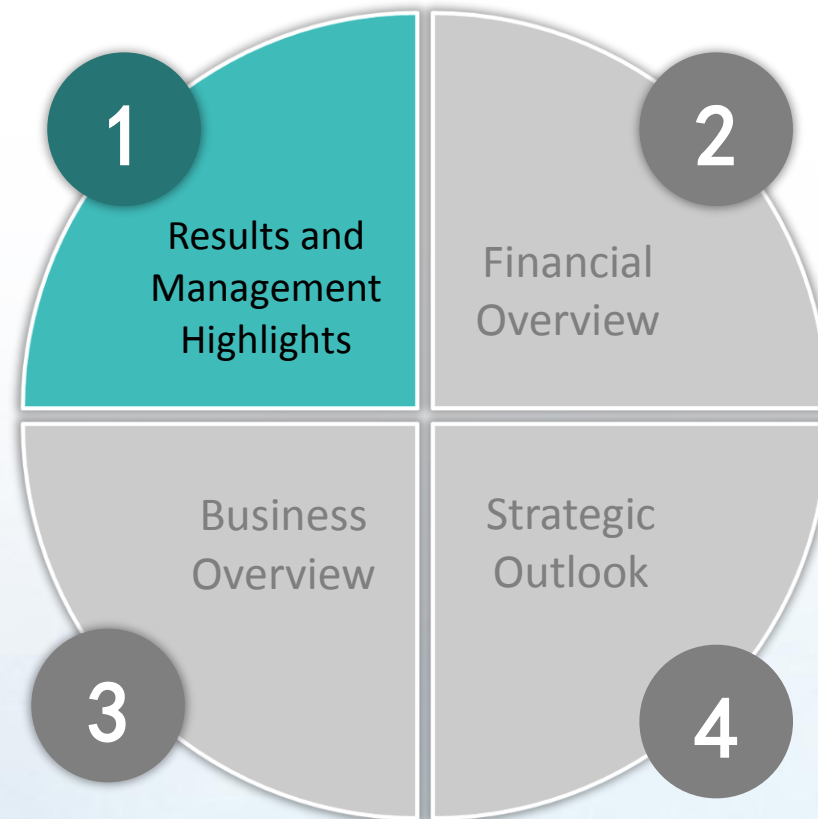 1
Results and
Management
Highlights
2
Financial
Overview
3
Business
Overview
4
Strategic
Outlook